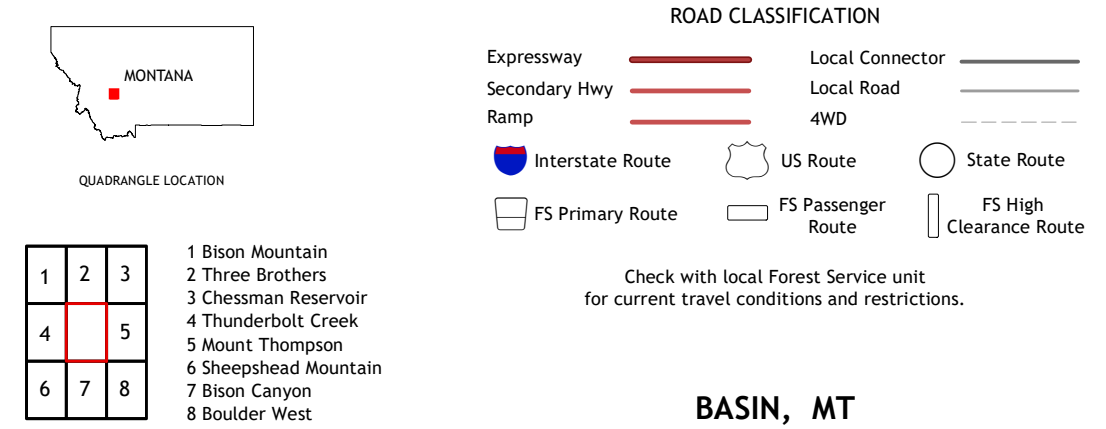 MONTANA
QUADRANGLE LOCATION
1
2
3
4
5
6
7
8
1 Bison Mountain
2 Three Brothers
3 Chessman Reservoir
4 Thunderbolt Creek
5 Mount Thompson
6 Sheepshead Mountain
7 Bison Canyon
8 Boulder West
ROAD CLASSIFICATION
Expressway
Local Connector
Secondary Hwy
Local Road
Ramp
4WD
Interstate Route
US Route
State Route
FS Primary Route
FS Passenger
Route
FS High
Clearance Route
Check with local Forest Service unit
for current travel conditions and restrictions.
BASIN, MT